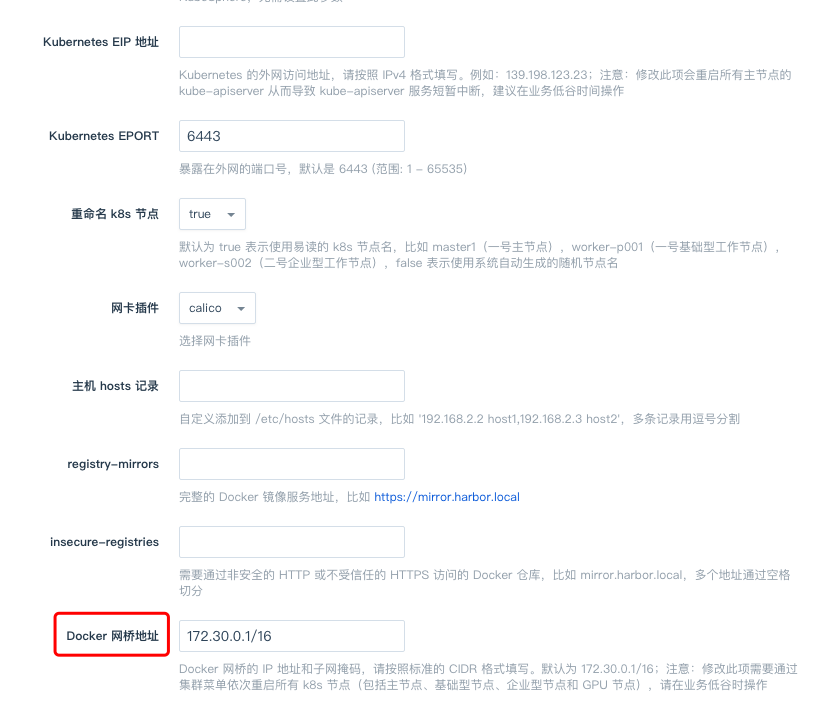 Kubernetes EIP 地址
Kubernetes 的外网访问地址，请按照 IPv4 格式填写。例如：139.198.123.23；注意：修改此项会重启所有主节点的
kube-apiserver 从而导致 kube-apiserver 服务短暂中断，建议在业务低谷时间操作
Kubernetes EPORT
6443
暴露在外网的端口号，默认是 6443 (范围: 1 – 65535)
重命名 k8s 节点
true
默认为 true 表示使用易读的 k8s 节点名，比如 master1（一号主节点），worker-p001（一号基础型工作节点），
worker-s002（二号企业型工作节点），false 表示使用系统自动生成的随机节点名
网卡插件
calico
选择网卡插件
主机 hosts 记录
自定义添加到 /etc/hosts 文件的记录，比如 '192.168.2.2 host1,192.168.2.3 host2'，多条记录用逗号分割
registry-mirrors
完整的 Docker 镜像服务地址，比如 https://mirror.harbor.local
insecure-registries
需要通过非安全的 HTTP 或不受信任的 HTTPS 访问的 Docker 仓库，比如 mirror.harbor.local，多个地址通过空格
切分
Docker 网桥地址
172.30.0.1/16
Docker 网桥的 IP 地址和子网掩码，请按照标准的 CIDR 格式填写。默认为 172.30.0.1/16；注意：修改此项需要通过
集群菜单依次重启所有 k8s 节点（包括主节点、基础型节点、企业型节点和 GPU 节点），请在业务低谷时操作